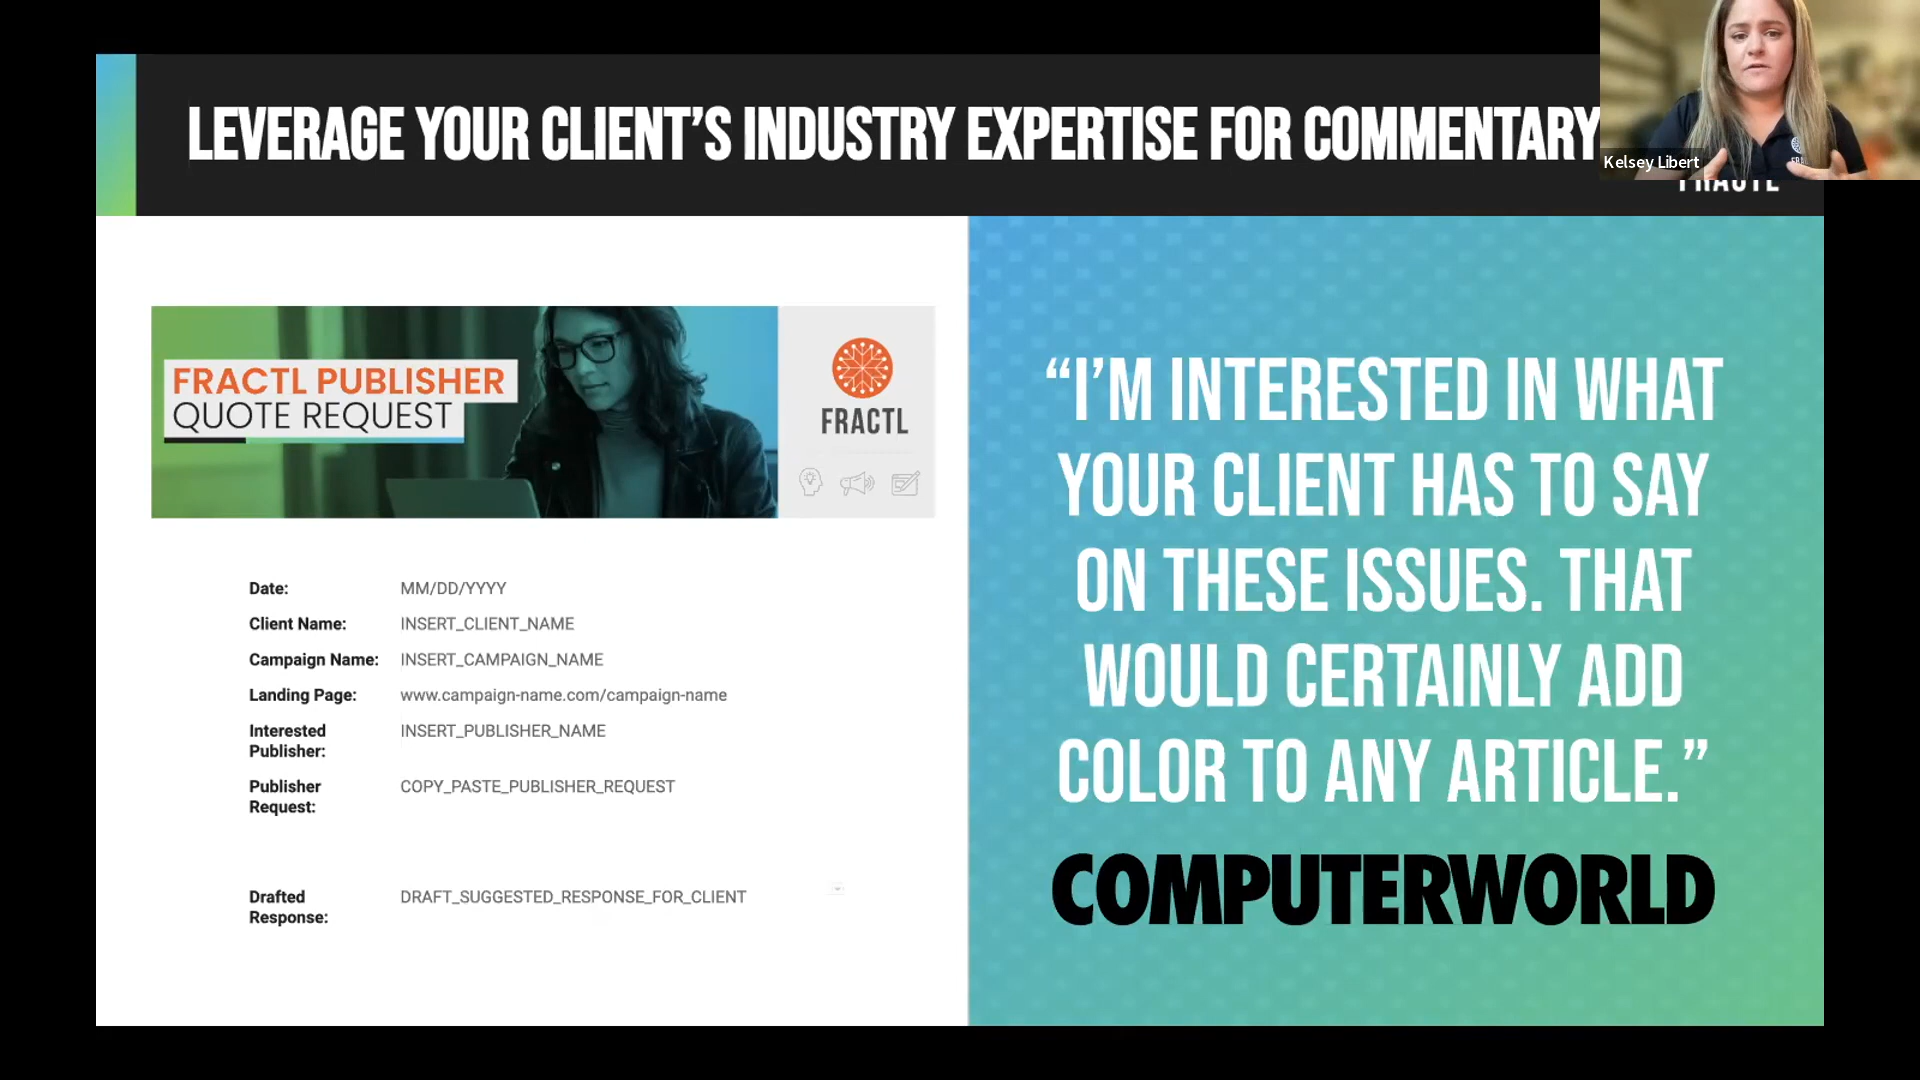 LEVERAGE YOUR CLIENT'S INDUSTRY EXPERTISE FOR COMMENTARY
Kelsey Libert
FRACTL
FRACTL PUBLISHER
QUOTE REQUEST
FRACTL
Date: MM/DD/YYYY
Client Name: INSERT_CLIENT_NAME
Campaign Name: INSERT_CAMPAIGN_NAME
Landing Page: www.campaign-name.com/campaign-name
Interested INSERT_PUBLISHER_NAME
Publisher:
Publisher COPY_PASTE_PUBLISHER_REQUEST
Request:
Drafted DRAFT_SUGGESTED_RESPONSE_FOR_CLIENT
Response:
“I’M INTERESTED IN WHAT
YOUR CLIENT HAS TO SAY
ON THESE ISSUES. THAT
WOULD CERTAINLY ADD
COLOR TO ANY ARTICLE.”
COMPUTERWORLD